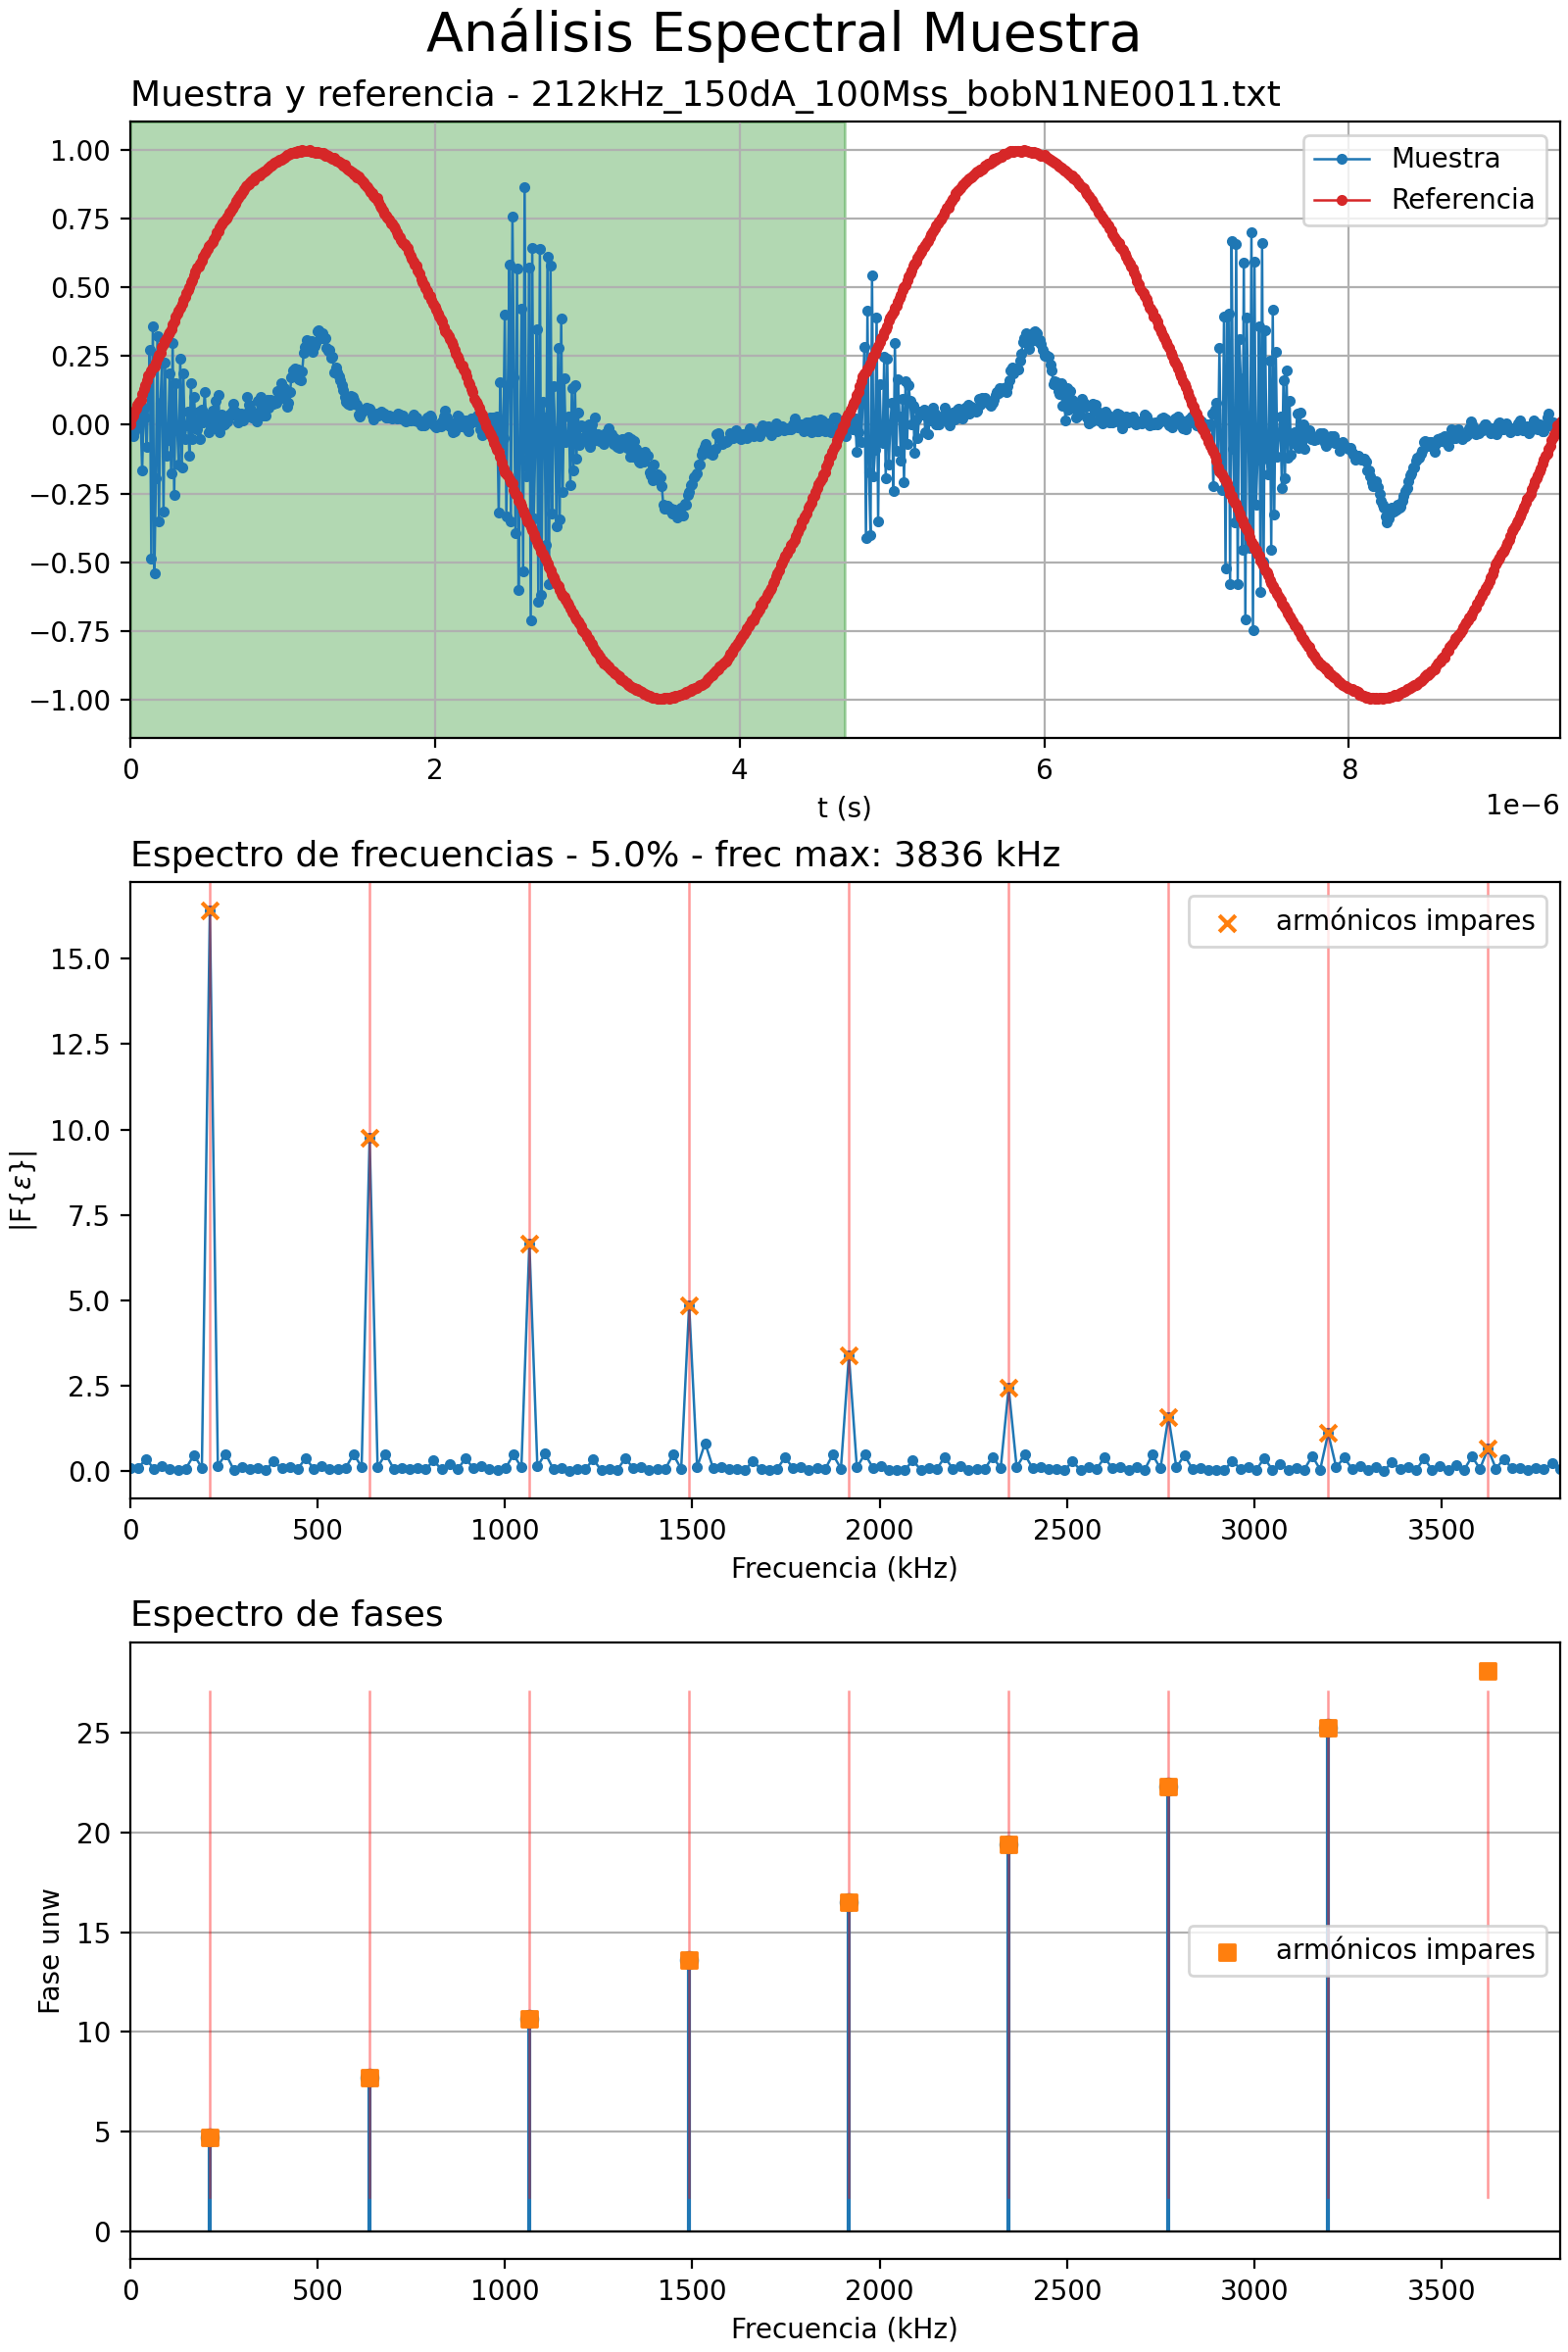 Análisis Espectral Muestra
Muestra y referencia - 212kHz_150dA_100Mss_bobN1NE0011.txt
1.00
0.75
0.50
0.25
0.00
−0.25
−0.50
−0.75
−1.00
Muestra
Referencia
0 2 4 6 8
t (s)
1e−6
Espectro de frecuencias - 5.0% - frec max: 3836 kHz
|F{ε}|
15.0
12.5
10.0
7.5
5.0
2.5
0.0
armónicos impares
0 500 1000 1500 2000 2500 3000 3500
Frecuencia (kHz)
Espectro de fases
Fase unw
25
20
15
10
5
0
armónicos impares
0 500 1000 1500 2000 2500 3000 3500
Frecuencia (kHz)